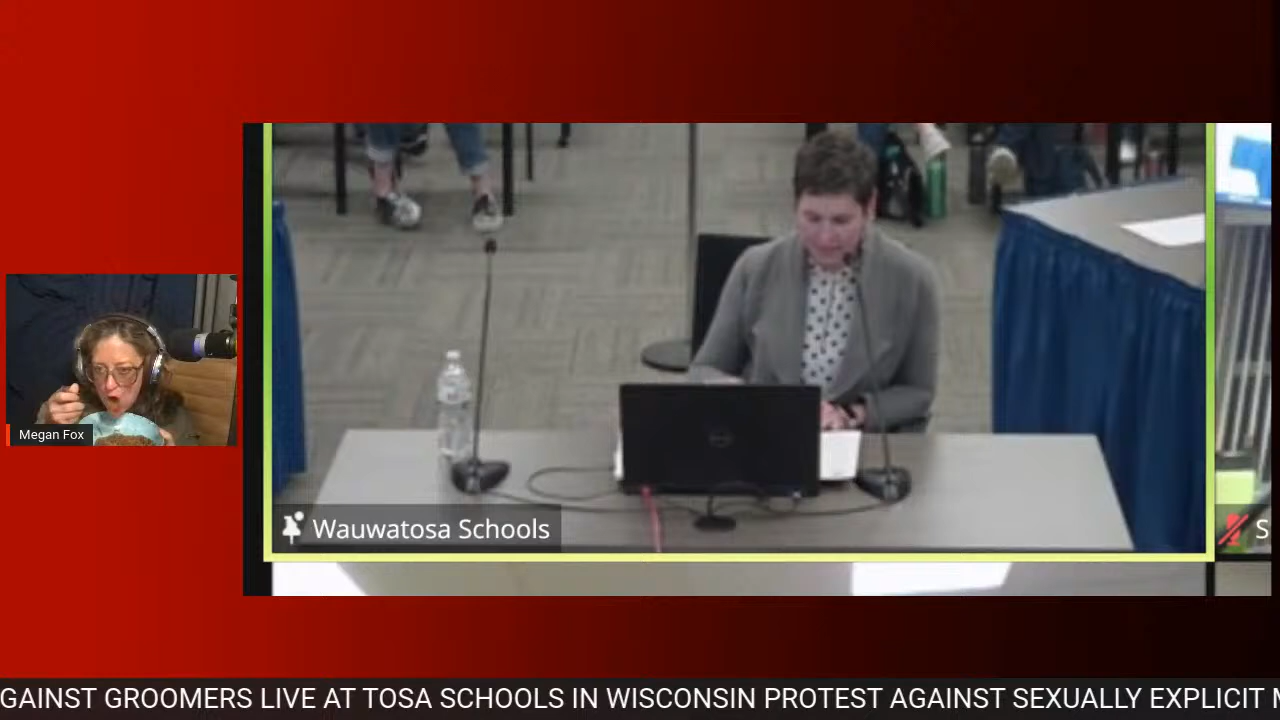 Megan Fox
Wauwatosa Schools
S
GAINST GROOMERS LIVE AT TOSA SCHOOLS IN WISCONSIN PROTEST AGAINST SEXUALLY EXPLICIT